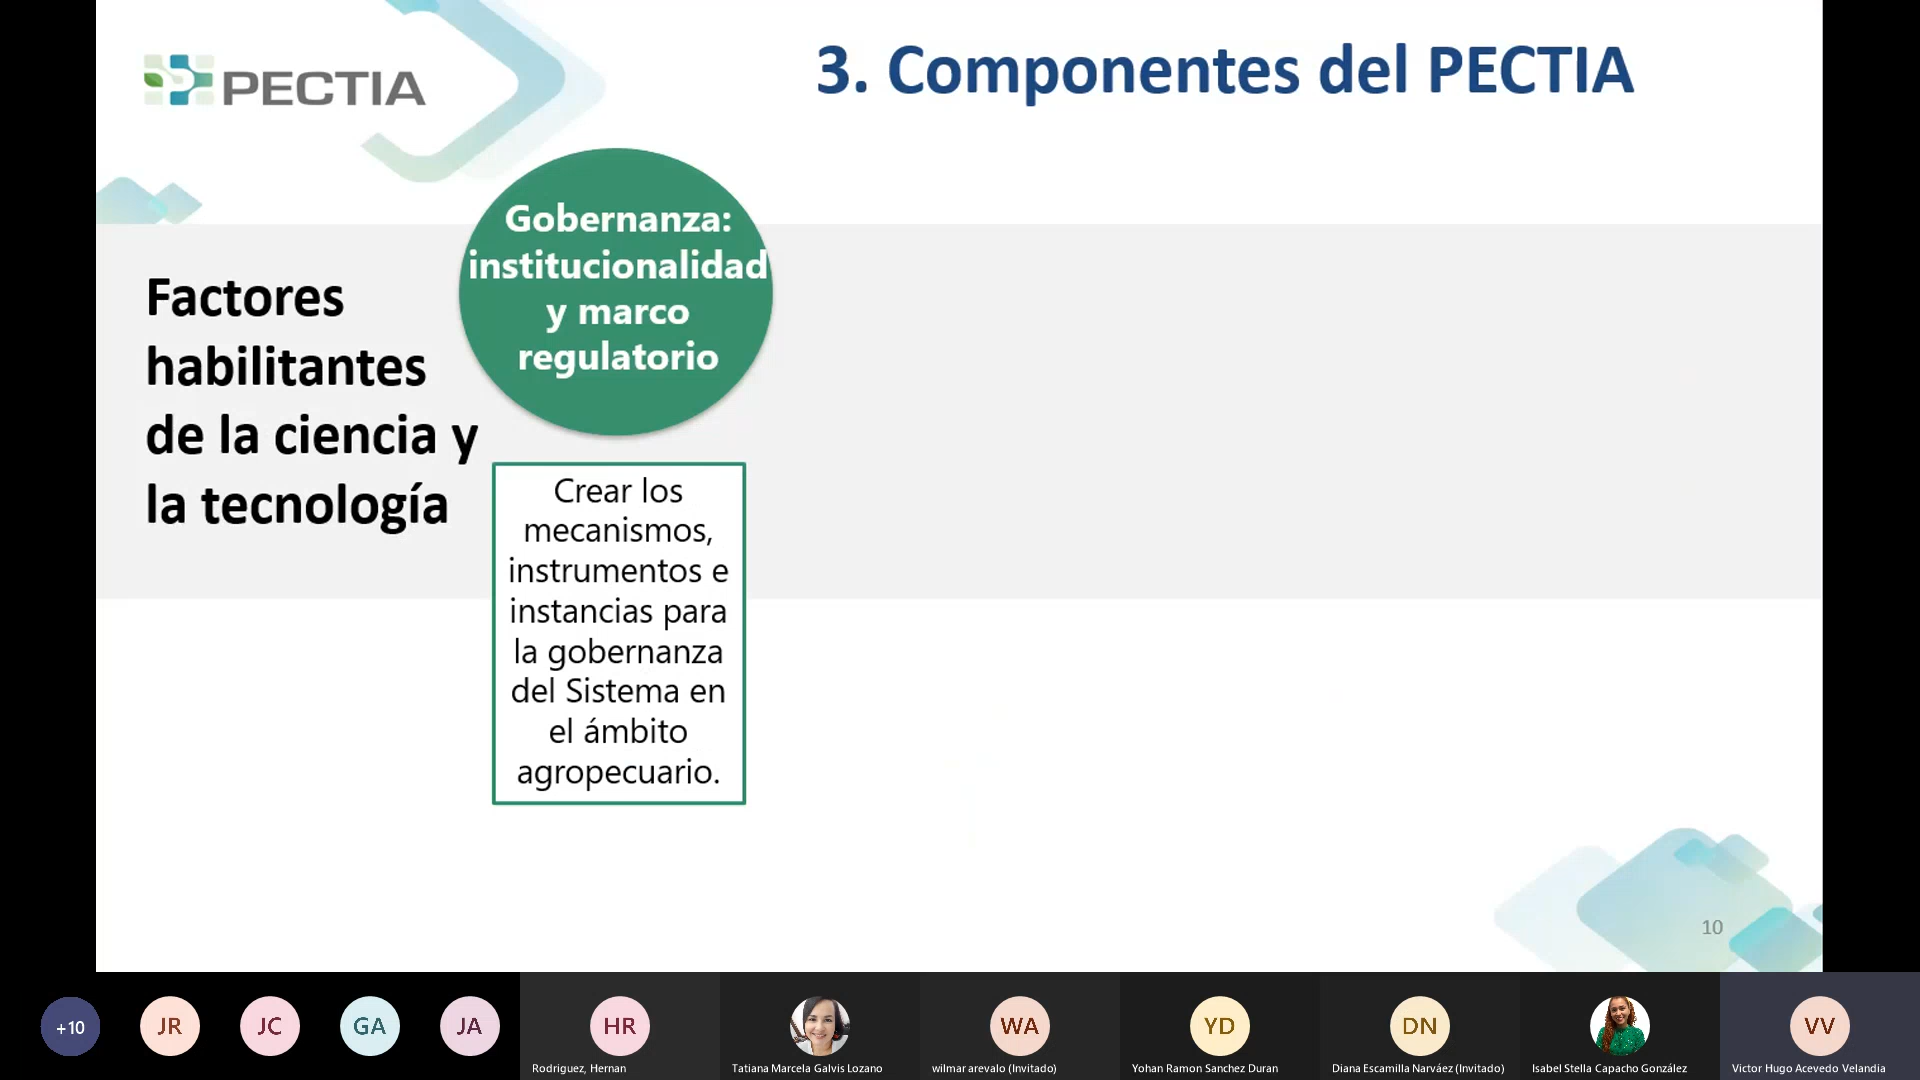 PECTIA
3. Componentes del PECTIA
Gobernanza:
institucionalidad
y marco
regulatorio
Factores
habilitantes
de la ciencia y
la tecnología
Crear los
mecanismos,
instrumentos e
instancias para
la gobernanza
del Sistema en
el ámbito
agropecuario.
10
+10
JR
JC
GA
JA
HR
WA
YD
DN
VV
Rodriguez, Hernan
Tatiana Marcela Galvis Lozano
wilmar arevalo (Invitado)
Yohan Ramon Sanchez Duran
Diana Escamilla Narváez (Invitado)
Isabel Stella Capacho González
Victor Hugo Acevedo Velandia